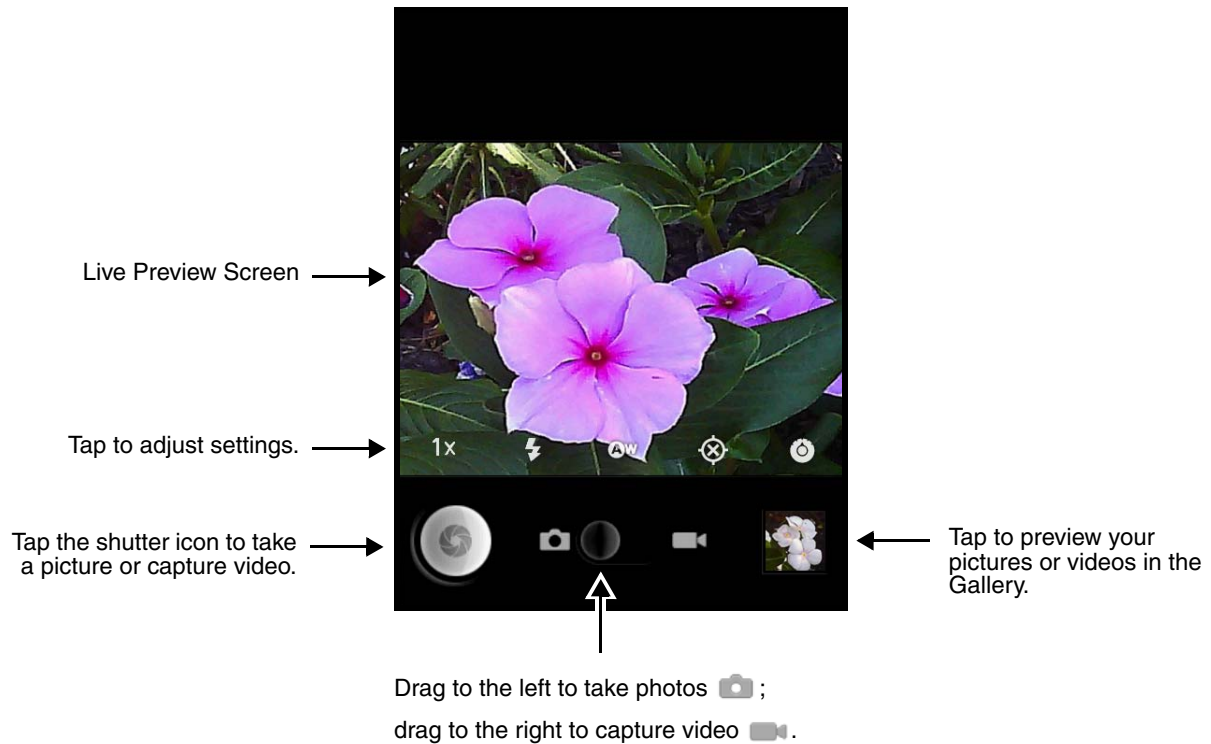 Live Preview Screen
Tap to adjust settings.
1x
AW
Tap the shutter icon to take
a picture or capture video.
Tap to preview your
pictures or videos in the
Gallery.
Drag to the left to take photos ;
drag to the right to capture video .